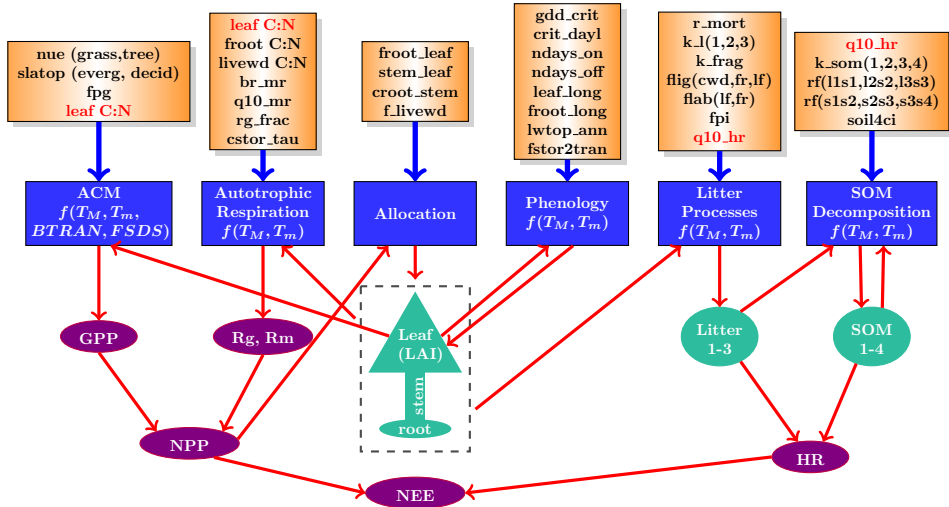 nue (grass,tree)
slatop (everg, decid)
fpg
leaf C:N
leaf C:N
froot C:N
livewd C:N
br_mr
q10_mr
rg_frac
cstor_tau
froot_leaf
stem_leaf
croot_stem
f_livewd
gdd_crit
crit_dayl
ndays_on
ndays_off
leaf_long
froot_long
lwtop_ann
fstor2tran
r_mort
k_l(1,2,3)
k_frag
flig(cwd,fr,lf)
flab(lf,fr)
fpi
q10_hr
q10_hr
k_som(1,2,3,4)
rf(l1s1,l2s2,l3s3)
rf(s1s2,s2s3,s3s4)
soil4ci
ACM
f(T_M, T_m,
BTRAN, FSDS)
Autotrophic
Respiration
f(T_M, T_m)
Allocation
Phenology
f(T_M, T_m)
Litter
Processes
f(T_M, T_m)
SOM
Decomposition
f(T_M, T_m)
GPP
Rg, Rm
Leaf
(LAI)
stem
root
Litter
1-3
SOM
1-4
NPP
HR
NEE